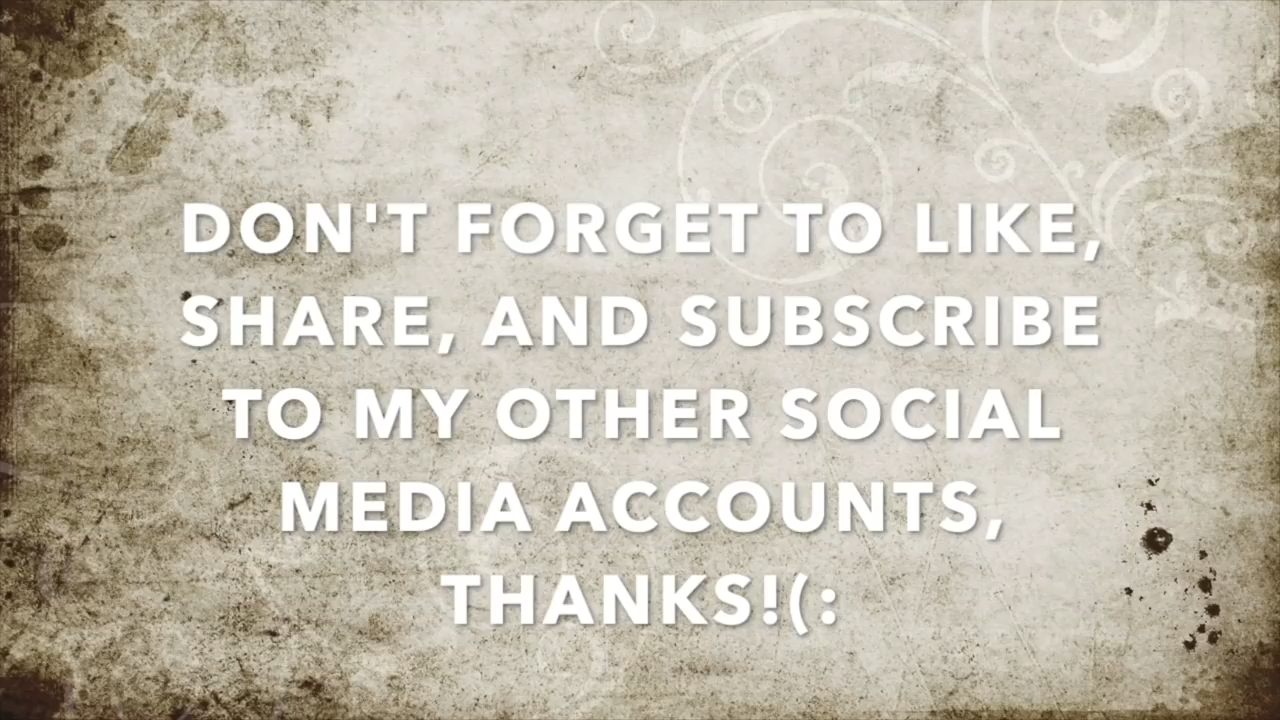 DON'T FORGET TO LIKE,
SHARE, AND SUBSCRIBE
TO MY OTHER SOCIAL
MEDIA ACCOUNTS,
THANKS!(: